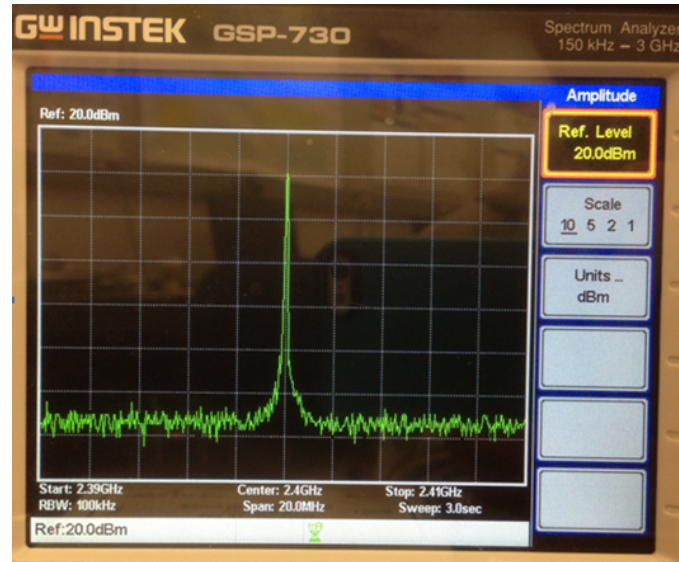 GW INSTEK GSP-730
Spectrum Analyzer
150 kHz – 3 GHz
Amplitude
Ref: 20.0dBm
Ref. Level
20.0dBm
Scale
10 5 2 1
Units ..
dBm
Start: 2.39GHz Center: 2.4GHz Stop: 2.41GHz
RBW: 100kHz Span: 20.0MHz Sweep: 3.0sec
Ref:20.0dBm